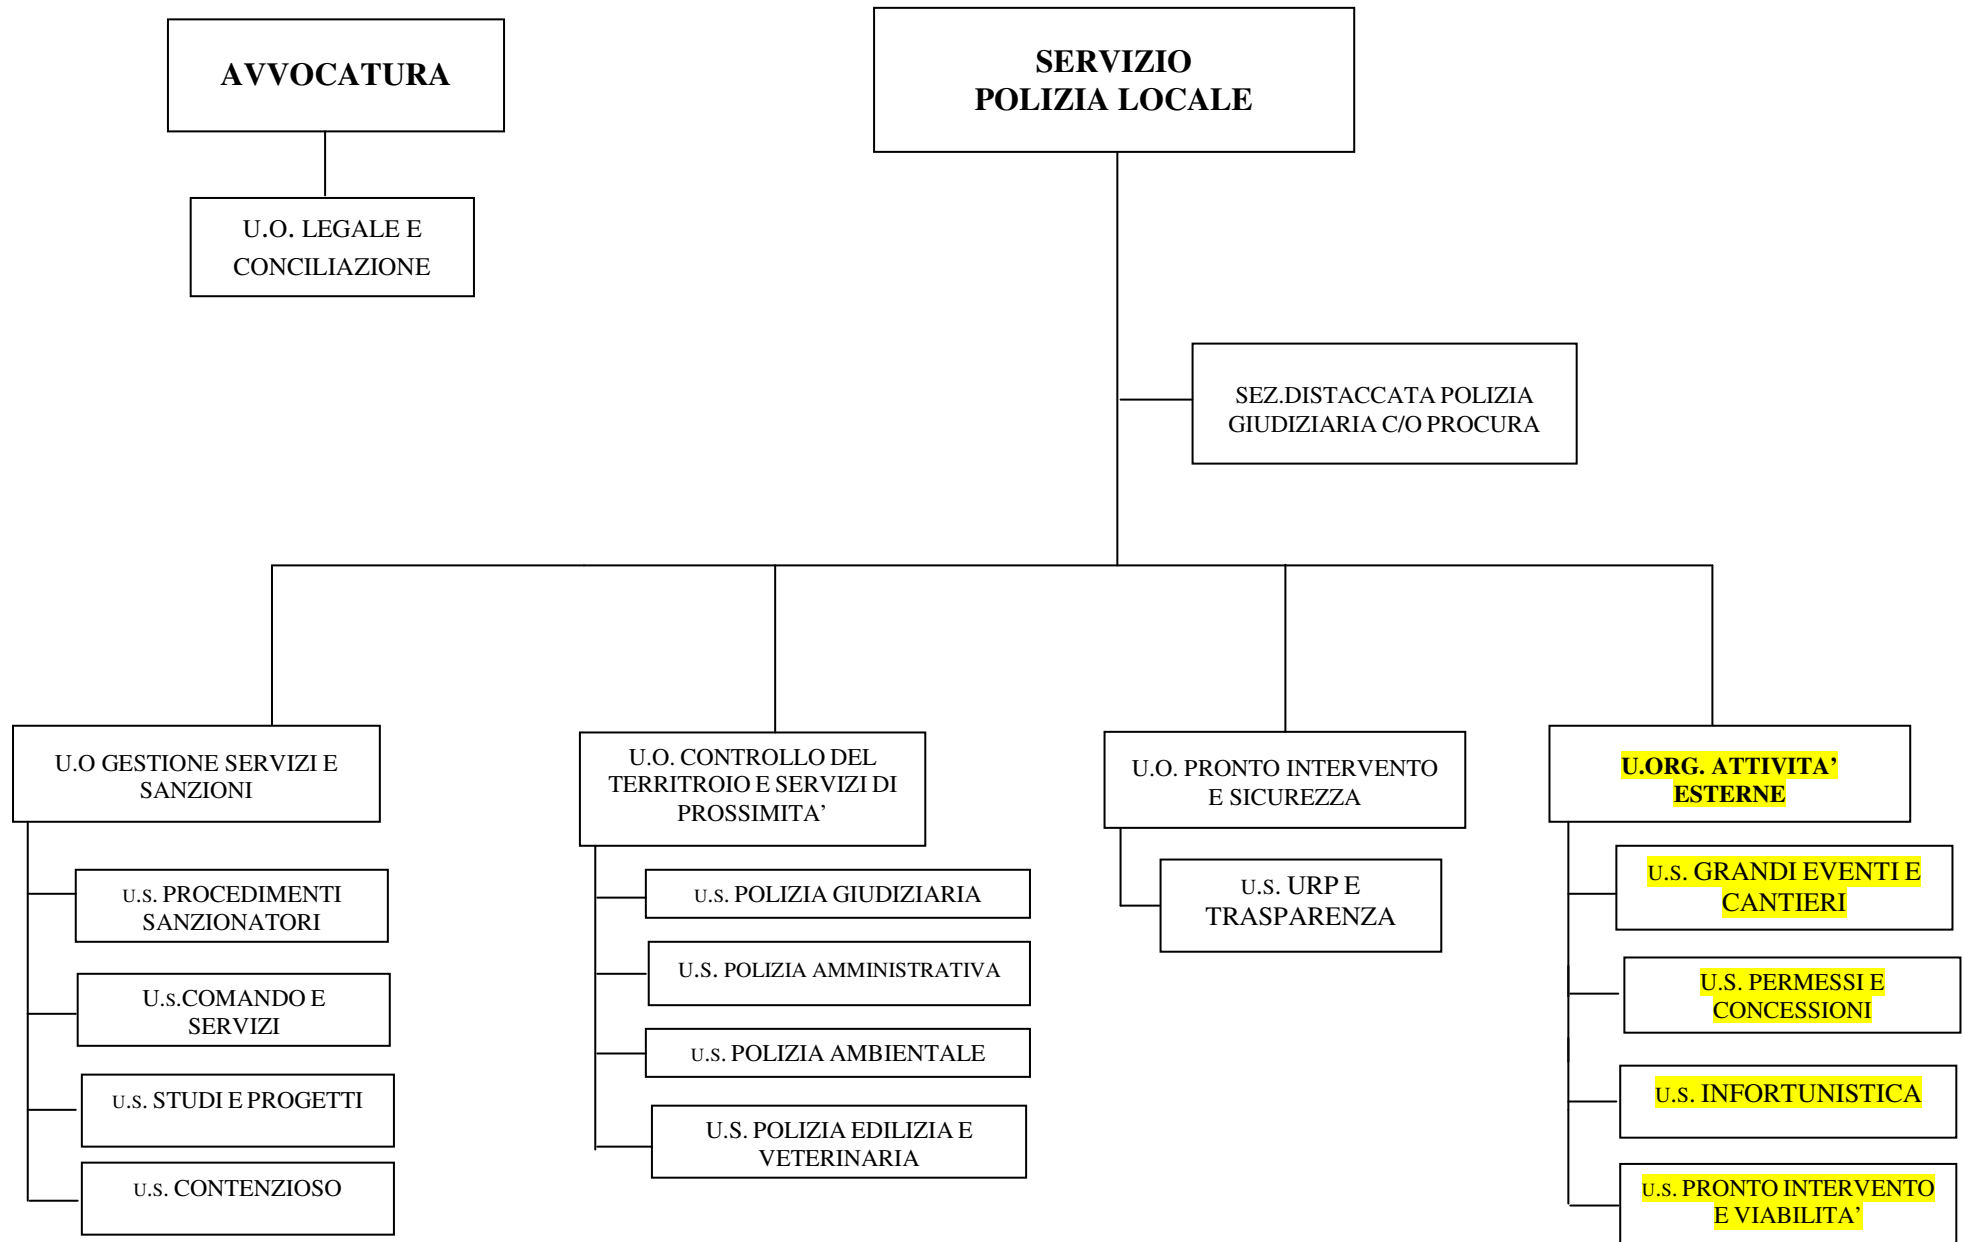 AVVOCATURA
SERVIZIO
POLIZIA LOCALE
U.O. LEGALE E
CONCILIAZIONE
SEZ.DISTACCATA POLIZIA
GIUDIZIARIA C/O PROCURA
U.O GESTIONE SERVIZI E
SANZIONI
U.S. PROCEDIMENTI
SANZIONATORI
U.S.COMANDO E
SERVIZI
U.S. STUDI E PROGETTI
U.S. CONTENZIOSO
U.O. CONTROLLO DEL
TERRITROIO E SERVIZI DI
PROSSIMITA’
U.S. POLIZIA GIUDIZIARIA
U.S. POLIZIA AMMINISTRATIVA
U.S. POLIZIA AMBIENTALE
U.S. POLIZIA EDILIZIA E
VETERINARIA
U.O. PRONTO INTERVENTO
E SICUREZZA
U.S. URP E
TRASPARENZA
U.ORG. ATTIVITA’
ESTERNE
U.S. GRANDI EVENTI E
CANTIERI
U.S. PERMESSI E
CONCESSIONI
U.S. INFORTUNISTICA
U.S. PRONTO INTERVENTO
E VIABILITA’